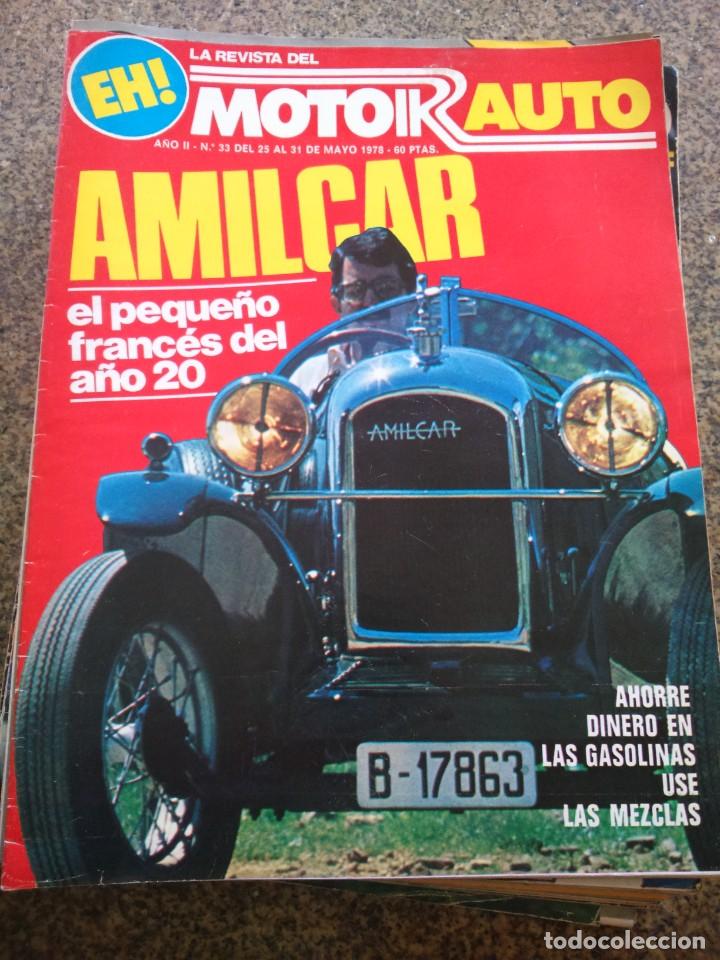 EH!
LA REVISTA DEL
MOTOR AUTO
AÑO II - N.° 33 DEL 25 AL 31 DE MAYO 1978 - 60 PTAS.
AMILCAR
el pequeño
francés del
año 20
AMILCAR
AHORRE
DINERO EN
LAS GASOLINAS
USE
LAS MEZCLAS
B-17863
todocoleccion